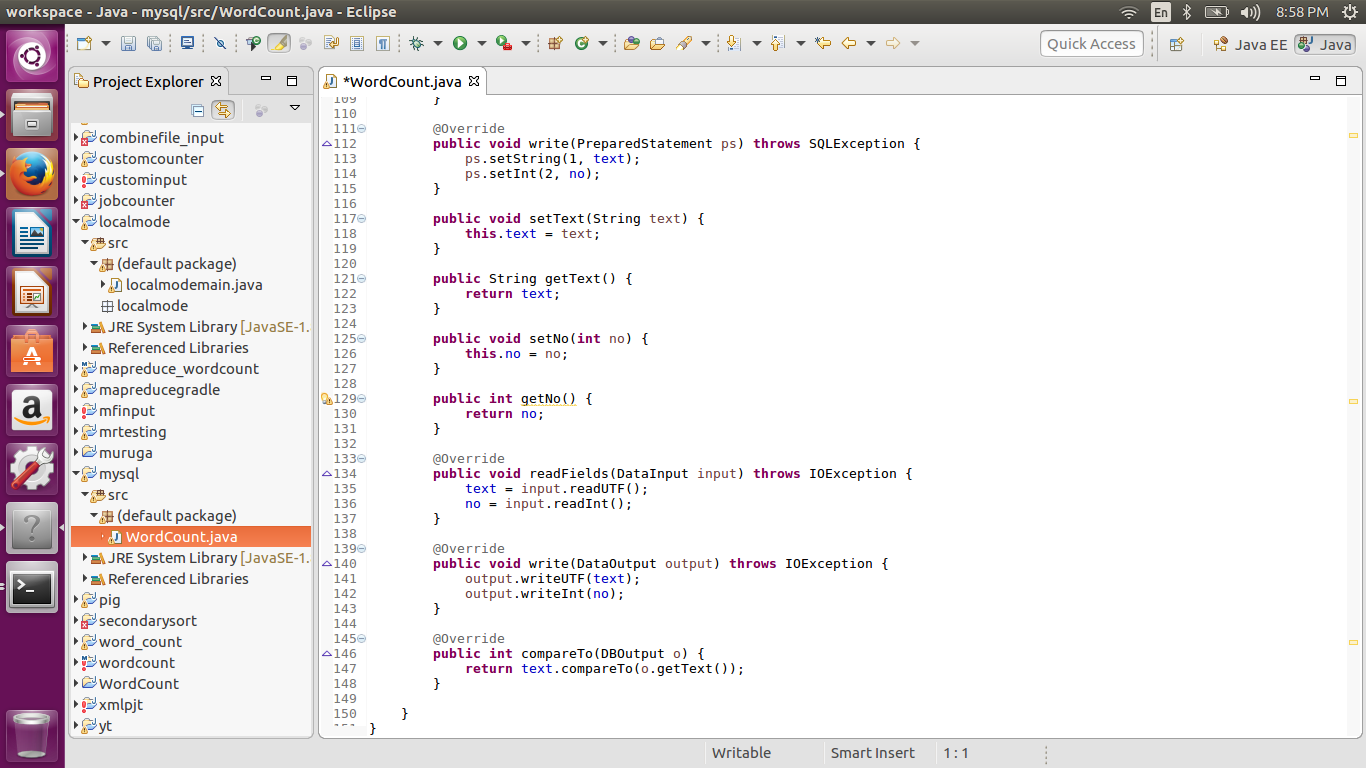 workspace - Java - mysql/src/WordCount.java - Eclipse
En
8:58 PM
Quick Access
Java EE
Java
Project Explorer
combinefile_input
customcounter
custominput
jobcounter
localmode
src
(default package)
localmodemain.java
localmode
JRE System Library [JavaSE-1.
Referenced Libraries
mapreduce_wordcount
mapreducegradle
mfinput
mrtesting
muruga
mysql
src
(default package)
WordCount.java
JRE System Library [JavaSE-1.
Referenced Libraries
pig
secondarysort
word_count
wordcount
WordCount
xmlpjt
yt
*WordCount.java
109 }
110
111 @Override
112 public void write(PreparedStatement ps) throws SQLException {
113 ps.setString(1, text);
114 ps.setInt(2, no);
115 }
116
117 public void setText(String text) {
118 this.text = text;
119 }
120
121 public String getText() {
122 return text;
123 }
124
125 public void setNo(int no) {
126 this.no = no;
127 }
128
129 public int getNo() {
130 return no;
131 }
132
133 @Override
134 public void readFields(DataInput input) throws IOException {
135 text = input.readUTF();
136 no = input.readInt();
137 }
138
139 @Override
140 public void write(DataOutput output) throws IOException {
141 output.writeUTF(text);
142 output.writeInt(no);
143 }
144
145 @Override
146 public int compareTo(DBOutput o) {
147 return text.compareTo(o.getText());
148 }
149
150 }
151 }
Writable
Smart Insert
1 : 1